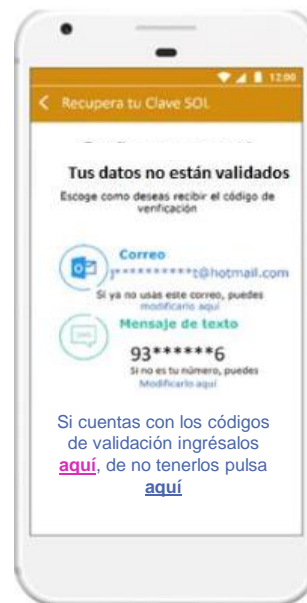 12:00
Recupera tu Clave SOL
Tus datos no están validados
Escoge como deseas recibir el código de
verificación
Correo
j**********t@hotmail.com
Si ya no usas este correo, puedes
modificarlo aquí
Mensaje de texto
93******6
Si no es tu número, puedes
Modificarlo aquí
Si cuentas con los códigos
de validación ingrésalos
aquí, de no tenerlos pulsa
aquí